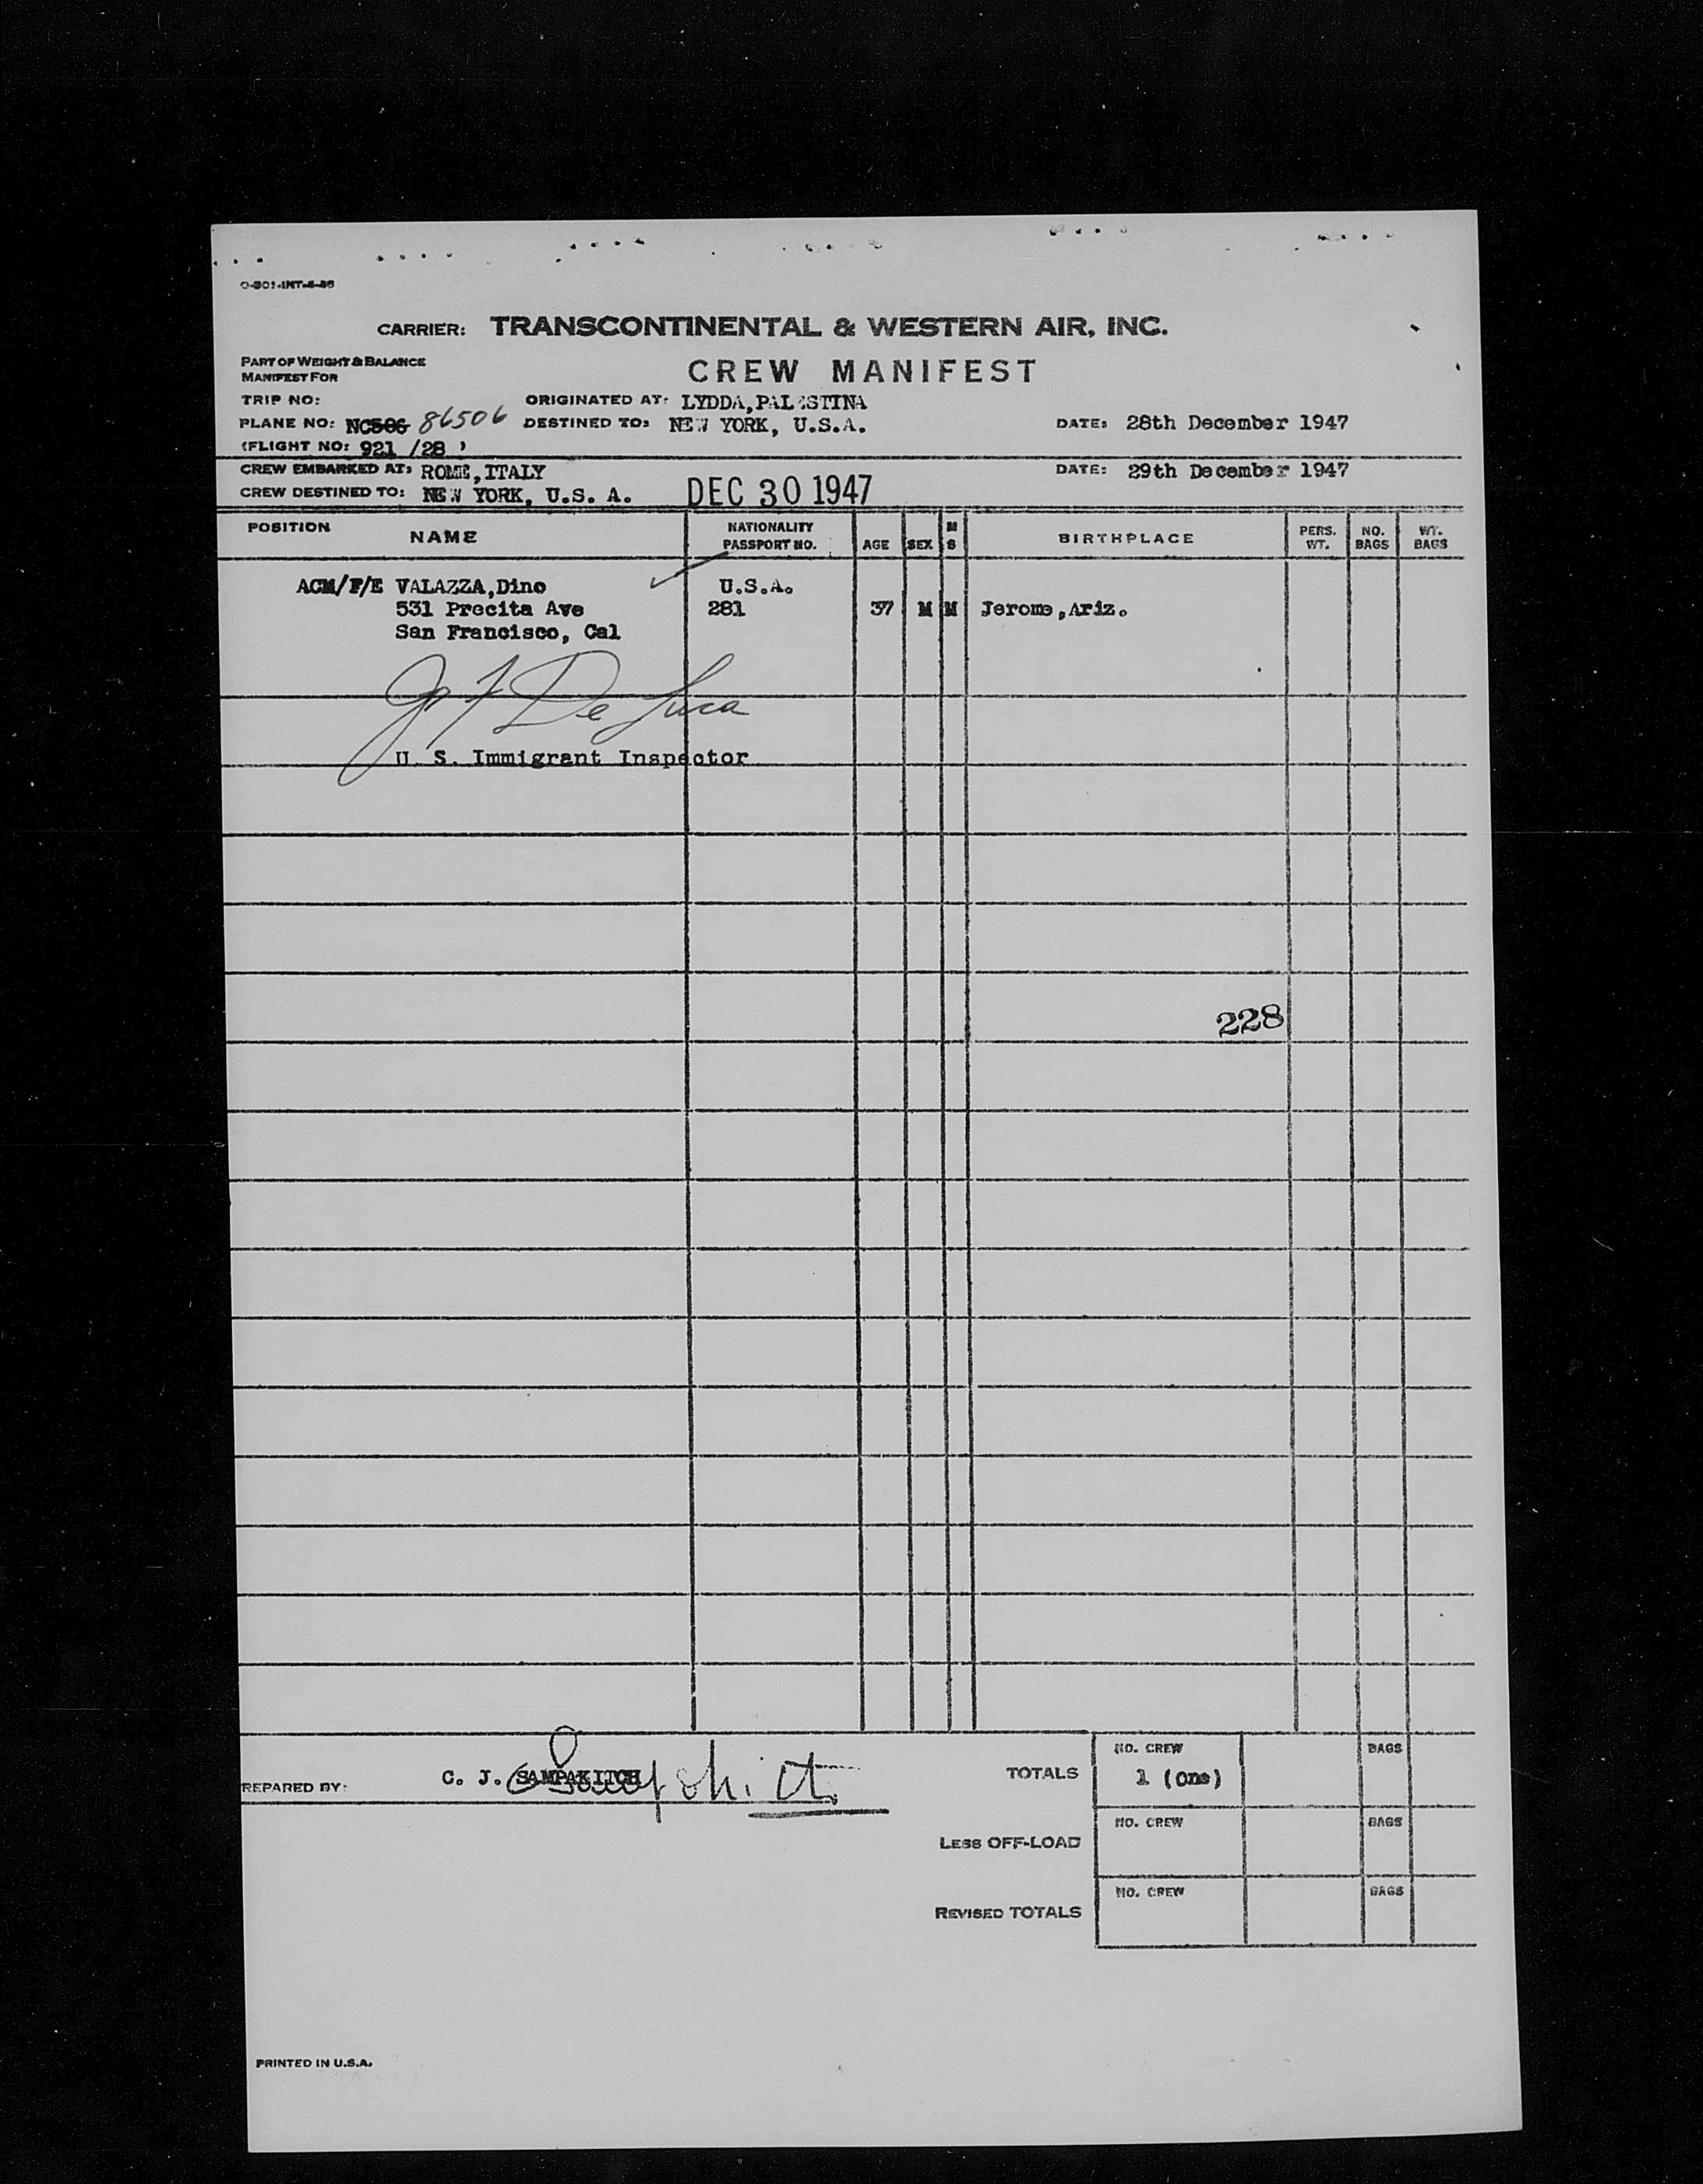 O-301-INT-4-46
CARRIER: TRANSCONTINENTAL & WESTERN AIR, INC.
PART OF WEIGHT & BALANCE
MANIFEST FOR
CREW MANIFEST
TRIP NO:
ORIGINATED AT: LYDDA, PALESTINA
PLANE NO: NC506 86506 DESTINED TO: NEW YORK, U.S.A. DATE: 28th December 1947
(FLIGHT NO: 921 /28 )
CREW EMBARKED AT: ROME, ITALY DATE: 29th December 1947
CREW DESTINED TO: NEW YORK, U.S. A. DEC 30 1947
POSITION NAME NATIONALITY PASSPORT NO. AGE SEX M S BIRTHPLACE PERS. WT. NO. BAGS WT. BAGS
ACM/F/E VALAZZA, Dino U.S.A.
531 Precita Ave 281 37 M M Jerome, Ariz.
San Francisco, Cal
De Luca
U. S. Immigrant Inspector
228
REPARED BY: C. J. SAMPAKITCH
TOTALS NO. CREW 1 (One) BAGS
LESS OFF-LOAD NO. CREW BAGS
REVISED TOTALS NO. CREW BAGS
PRINTED IN U.S.A.